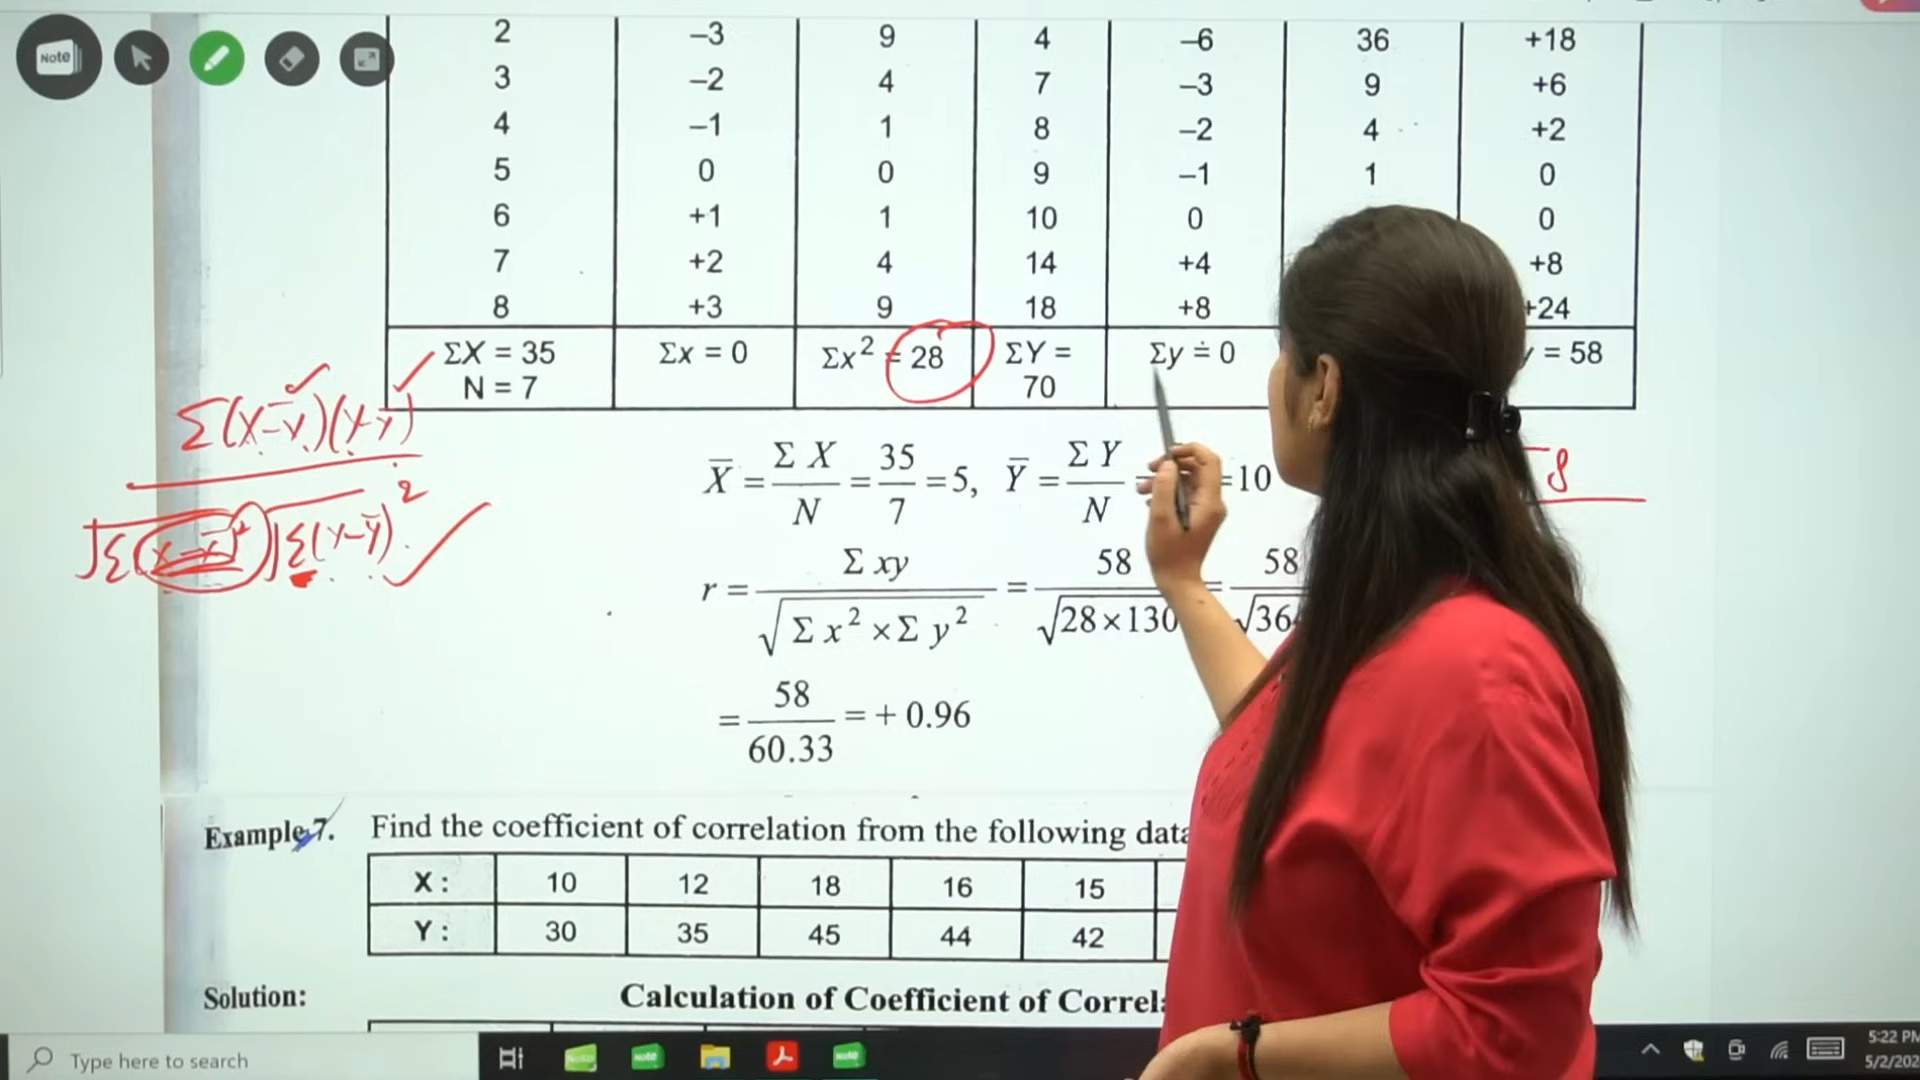 Note
2 –3 9 4 –6 36 +18
3 –2 4 7 –3 9 +6
4 –1 1 8 –2 4 +2
5 0 0 9 –1 1 0
6 +1 1 10 0 0
7 +2 4 14 +4 +8
8 +3 9 18 +8 +24
ΣX = 35 Σx = 0 Σx² = 28 ΣY = Σy = 0 = 58
N = 7 70
X̄ = ΣX/N = 35/7 = 5, Ȳ = ΣY/N = =10
r = Σxy/√(Σx² × Σy²) = 58/√(28×130 = 58/√36
= 58/60.33 = + 0.96
Example 7. Find the coefficient of correlation from the following data
X : 10 12 18 16 15
Y : 30 35 45 44 42
Solution: Calculation of Coefficient of Correl
Type here to search
5:22 PM
5/2/202